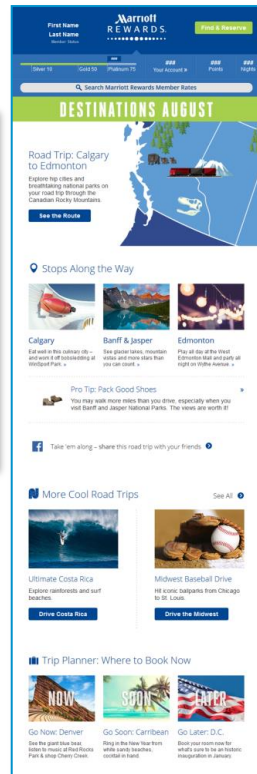 First Name
Last Name
Member Status
Marriott
REWARDS.
Find & Reserve
###
Silver 10
Gold 50
Platinum 75
###
Your Account »
###
Points
###
Nights
Search Marriott Rewards Member Rates
DESTINATIONS AUGUST
Road Trip: Calgary
to Edmonton
Explore hip cities and
breathtaking national parks on
your road trip through the
Canadian Rocky Mountains.
See the Route
Stops Along the Way
Calgary
Eat well in this culinary city –
and work it off bobsledding at
WinSport Park. »
Banff & Jasper
See glacier lakes, mountain
vistas and more stars than
you can count. »
Edmonton
Play all day at the West
Edmonton Mall and party all
night on Whyte Avenue. »
Pro Tip: Pack Good Shoes
»
You may walk more miles than you drive, especially when you
visit Banff and Jasper National Parks. The views are worth it!
Take 'em along – share this road trip with your friends
More Cool Road Trips
See All
Ultimate Costa Rica
Explore rainforests and surf
beaches.
Drive Costa Rica
Midwest Baseball Drive
Hit iconic ballparks from Chicago
to St. Louis.
Drive the Midwest
Trip Planner: Where to Book Now
NOW
Go Now: Denver
See the giant blue bear,
listen to music at Red Rocks
Park & shop Cherry Creek.
SOON
Go Soon: Carribean
Ring in the New Year from
white sandy beaches,
cocktail in hand.
LATER
Go Later: D.C.
Book your room now for
what's sure to be an historic
inauguration in January.